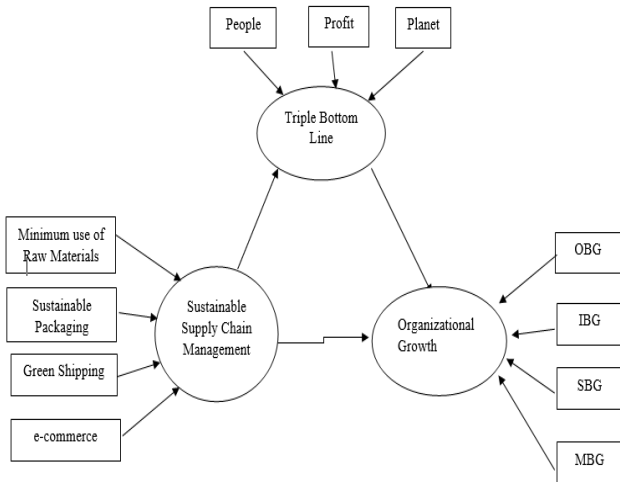 People
Profit
Planet
Triple Bottom
Line
Minimum use of
Raw Materials
Sustainable
Packaging
Green Shipping
e-commerce
Sustainable
Supply Chain
Management
Organizational
Growth
OBG
IBG
SBG
MBG